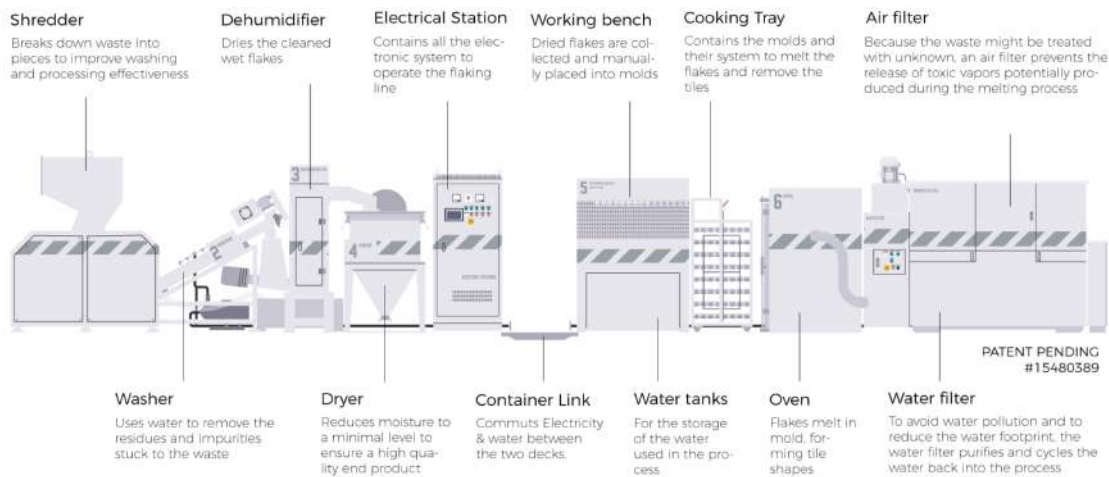 Shredder
Breaks down waste into
pieces to improve washing
and processing effectiveness
Dehumidifier
Dries the cleaned
wet flakes
Electrical Station
Contains all the elec-
tronic system to
operate the flaking
line
Working bench
Dried flakes are col-
lected and manual-
ly placed into molds
Cooking Tray
Contains the molds and
their system to melt the
flakes and remove the
tiles
Air filter
Because the waste might be treated
with unknown, an air filter prevents the
release of toxic vapors potentially pro-
duced during the melting process
2
3
4
5
6
PATENT PENDING
#15480389
Washer
Uses water to remove the
residues and impurities
stuck to the waste
Dryer
Reduces moisture to
a minimal level to
ensure a high qua-
lity end product
Container Link
Commuts Electricity
& water between
the two decks.
Water tanks
For the storage
of the water
used in the pro-
cess
Oven
Flakes melt in
mold, for-
ming tile
shapes
Water filter
To avoid water pollution and to
reduce the water footprint, the
water filter purifies and cycles the
water back into the process